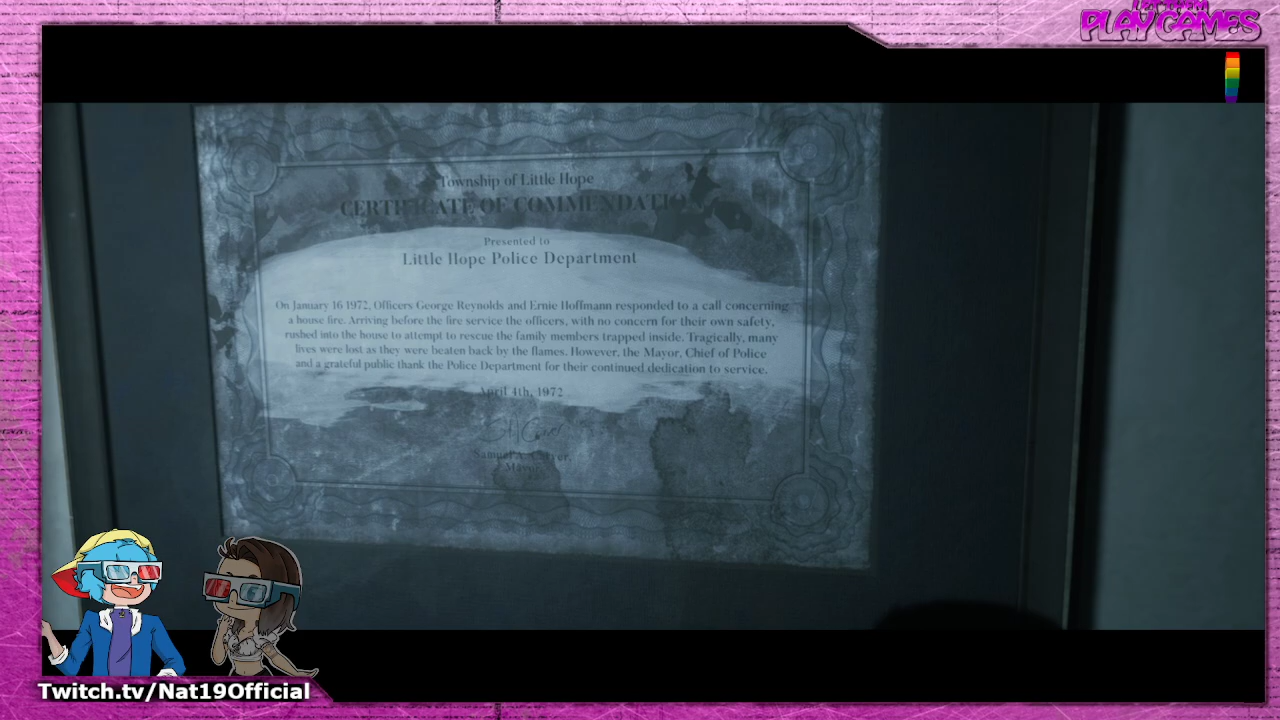 PLAY GAMES
Township of Little Hope
CERTIFICATE OF COMMENDATION
Presented to
Little Hope Police Department
On January 16 1972, Officers George Reynolds and Ernie Hoffmann responded to a call concerning
a house fire. Arriving before the fire service the officers, with no concern for their own safety,
rushed into the house to attempt to rescue the family members trapped inside. Tragically, many
lives were lost as they were beaten back by the flames. However, the Mayor, Chief of Police
and a grateful public thank the Police Department for their continued dedication to service.
April 4th, 1972
Samuel A.
Mayor
Twitch.tv/Nat19Official